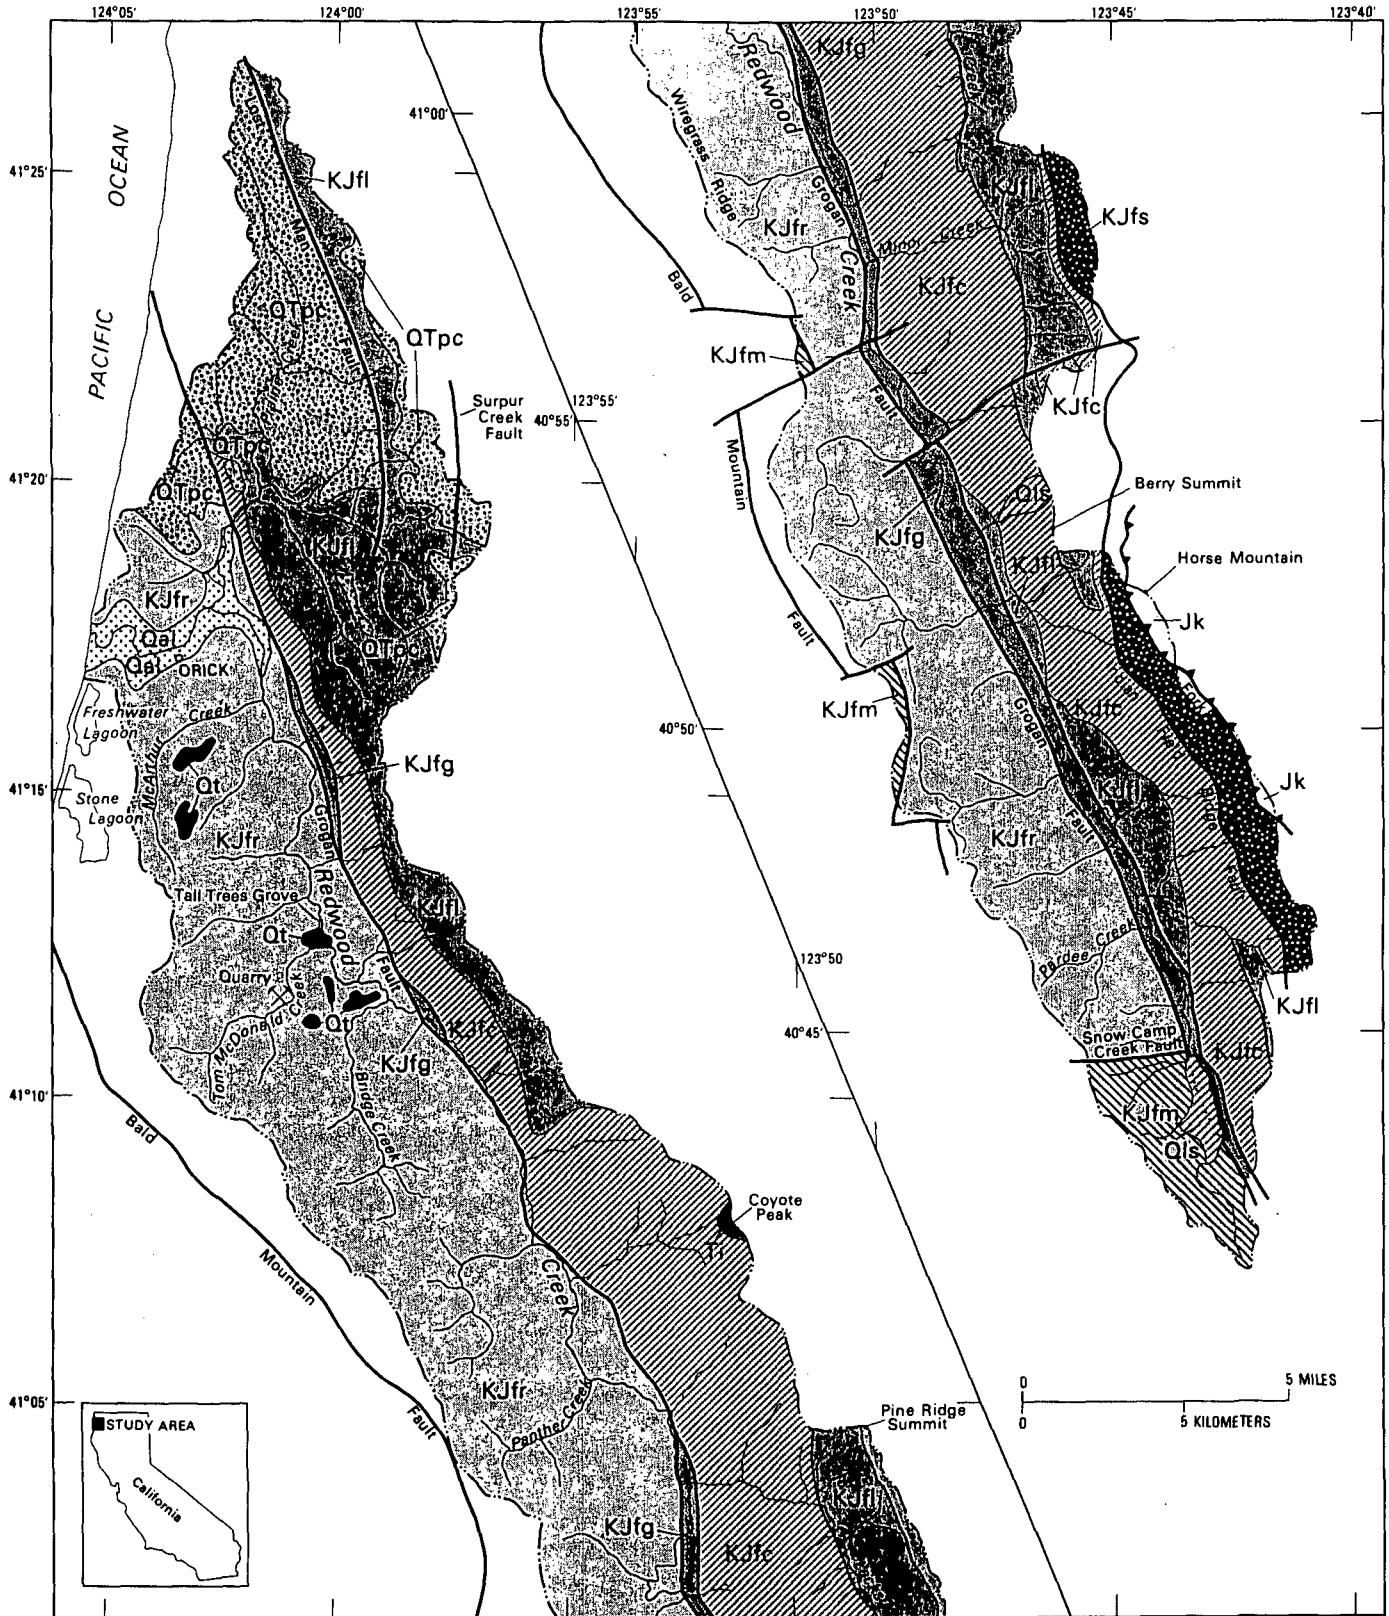 124°05'
124°00'
123°55'
123°50'
123°45'
123°40'
41°00'
41°25'
41°20'
41°15'
41°10'
41°05'
OCEAN
PACIFIC
Lost
Man
Fault
KJfl
QTpc
QTpc
QTpc
QTpc
Surpur
Creek
Fault
123°55'
40°55'
KJfl
KJfr
QTpc
Qal
Qal
ORICK
Freshwater
Lagoon
Stone
Lagoon
McArthur
Creek
Qt
KJfg
KJfr
Grogan
Redwood
Tall Trees Grove
KJfl
Qt
Quarry
Fault
Qt
Tom McDonald Creek
KJfg
KJfc
Bridge Creek
Bald
Mountain
Fault
Coyote
Peak
Ti
Creek
KJfr
Panther Creek
KJfg
KJfc
KJfl
Pine Ridge
Summit
STUDY AREA
California
Redwood
KJfg
Creek
Wiregrass
Ridge
Grogan
KJfr
Creek
Minor Creek
KJfc
KJfl
KJfs
Bald
KJfm
Fault
KJfc
Mountain
Fault
KJfg
Qls
Berry Summit
KJfl
Horse Mountain
Jk
KJfm
40°50'
Grogan
KJfc
Fork
Ridge
Fault
Jk
KJfl
KJfr
Fault
Pardee Creek
123°50
40°45'
KJfl
Snow Camp
Creek Fault
KJfc
KJfm
Qls
0
5 MILES
0
5 KILOMETERS